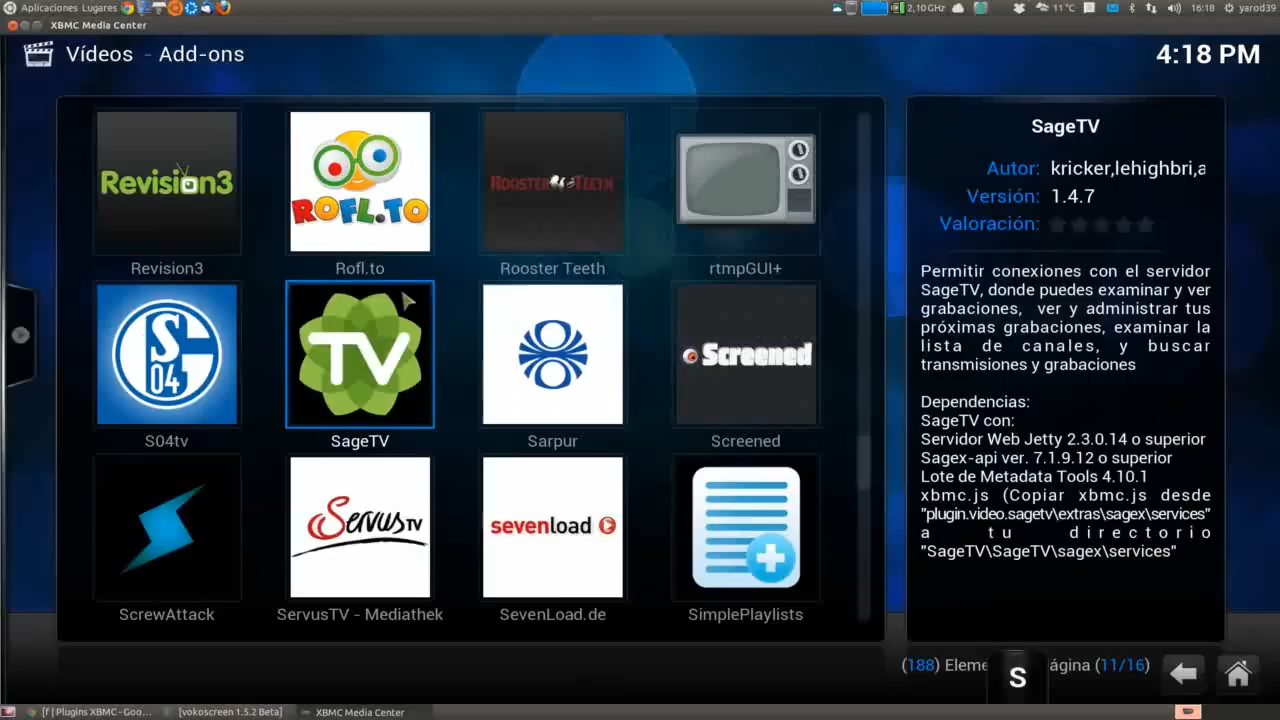 Aplicaciones Lugares
2,10 GHz
11 °C
16:18
yarod39
XBMC Media Center
Vídeos - Add-ons
4:18 PM
Revision3
ROFL.TO
ROOSTER TEETH
Revision3
Rofl.to
Rooster Teeth
rtmpGUI+
S 04
TV
Screened
S04tv
SageTV
Sarpur
Screened
ServusTV
sevenload
ScrewAttack
ServusTV - Mediathek
SevenLoad.de
SimplePlaylists
SageTV
Autor: kricker,lehighbri,a
Versión: 1.4.7
Valoración:
Permitir conexiones con el servidor
SageTV, donde puedes examinar y ver
grabaciones, ver y administrar tus
próximas grabaciones, examinar la
lista de canales, y buscar
transmisiones y grabaciones
Dependencias:
SageTV con:
Servidor Web Jetty 2.3.0.14 o superior
Sagex-api ver. 7.1.9.12 o superior
Lote de Metadata Tools 4.10.1
xbmc.js (Copiar xbmc.js desde
"plugin.video.sagetv\extras\sagex\services"
a tu directorio
"SageTV\SageTV\sagex\services"
(188) Eleme S ágina (11/16)
[f | Plugins XBMC - Goo...
[vokoscreen 1.5.2 Beta]
XBMC Media Center